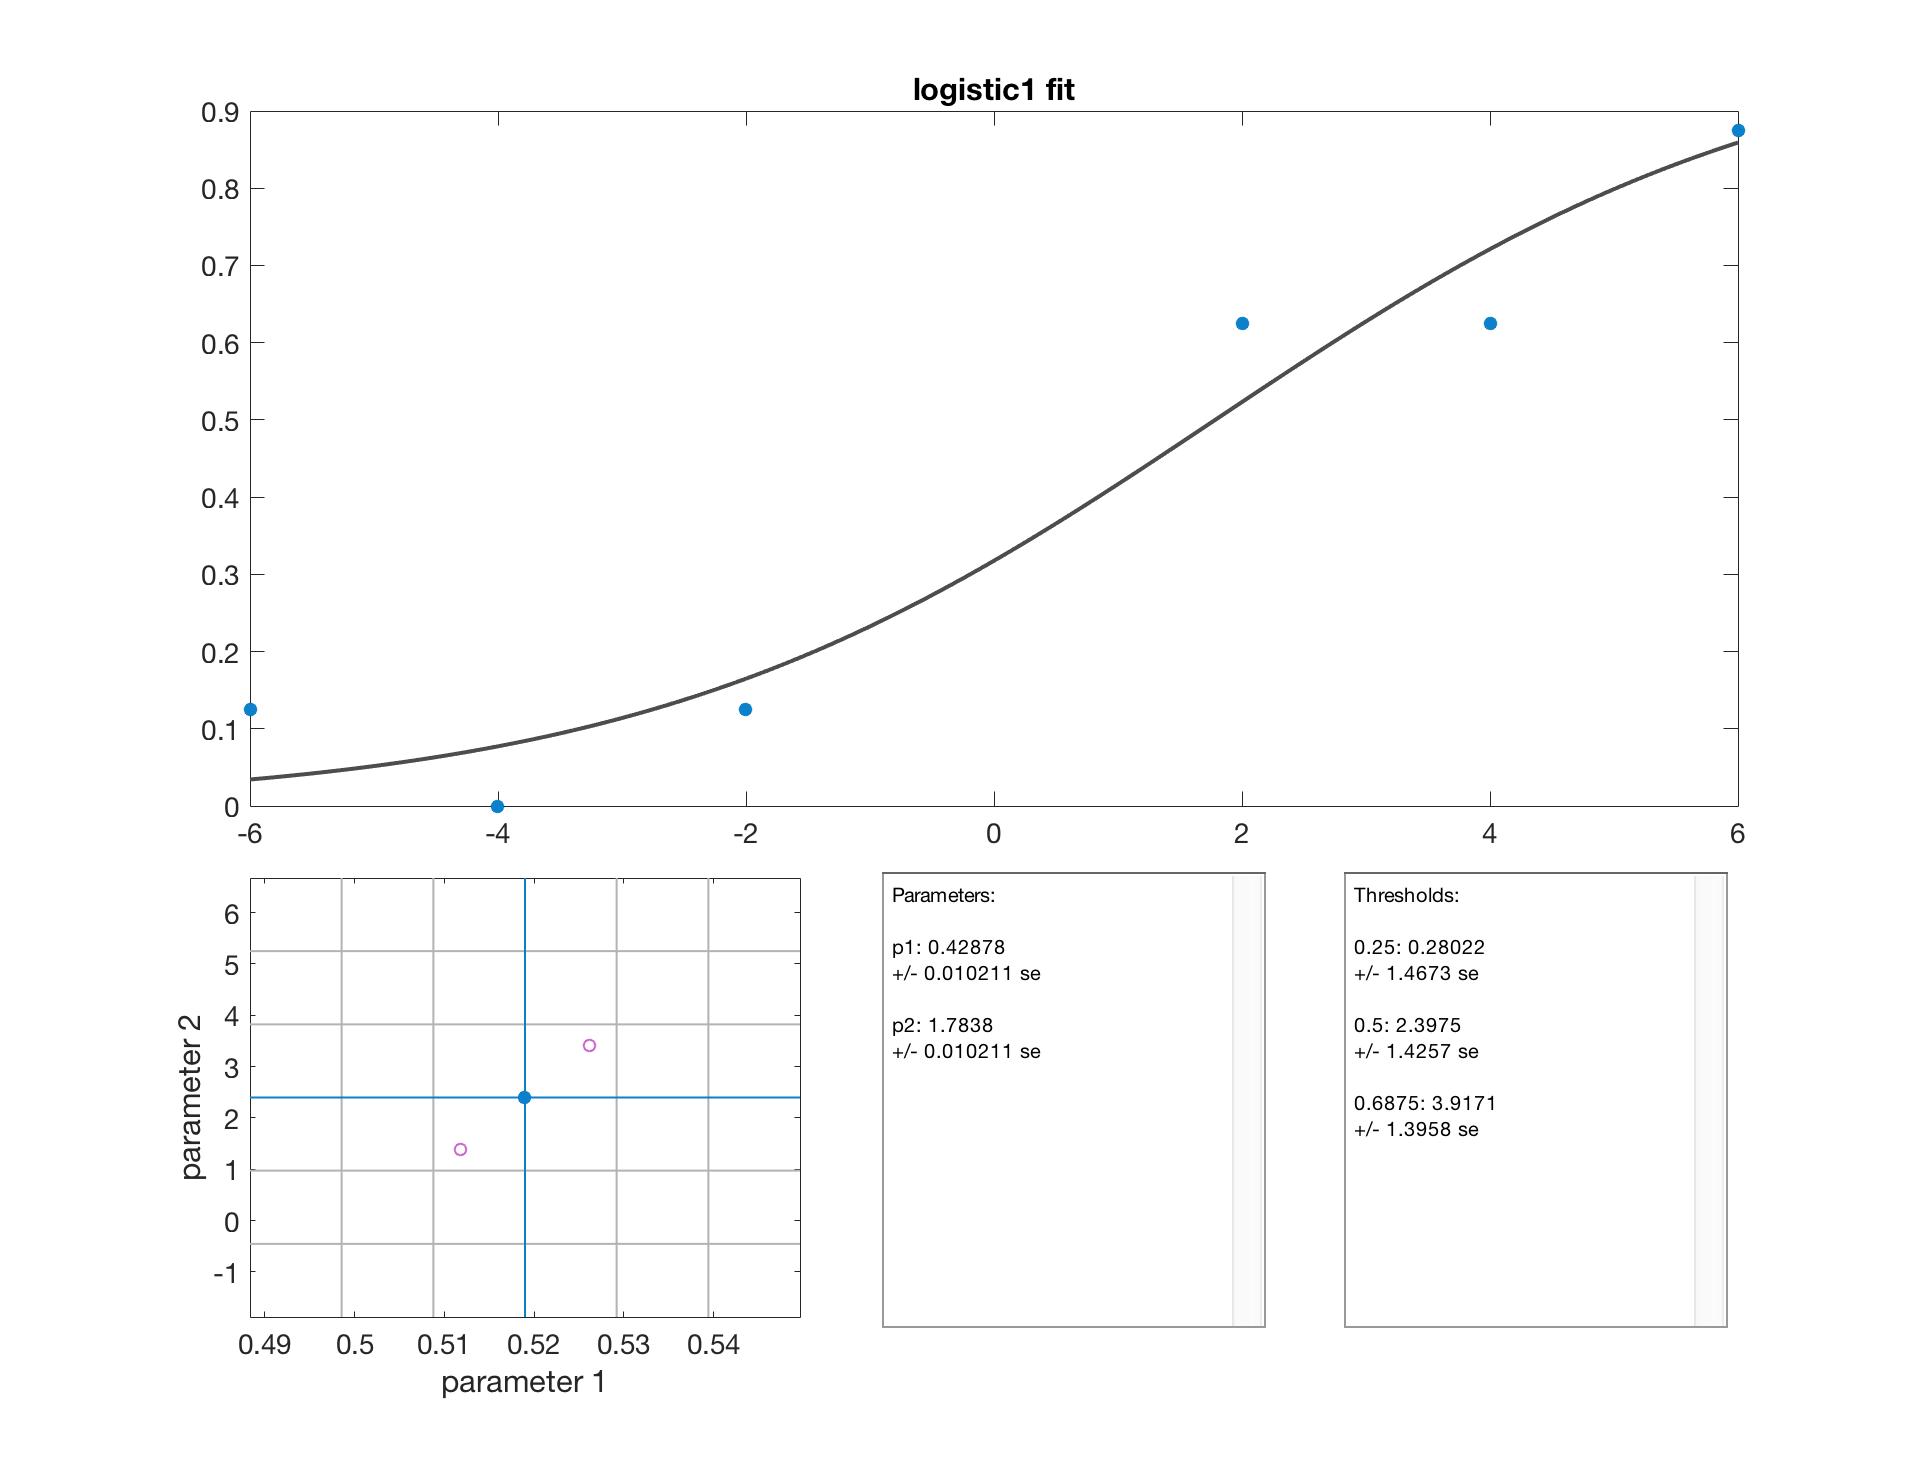 logistic1 fit
0.9
0.8
0.7
0.6
0.5
0.4
0.3
0.2
0.1
0
-6 -4 -2 0 2 4 6
6
5
4
3
2
1
0
-1
parameter 2
0.49 0.5 0.51 0.52 0.53 0.54
parameter 1
Parameters:
p1: 0.42878
+/- 0.010211 se
p2: 1.7838
+/- 0.010211 se
Thresholds:
0.25: 0.28022
+/- 1.4673 se
0.5: 2.3975
+/- 1.4257 se
0.6875: 3.9171
+/- 1.3958 se